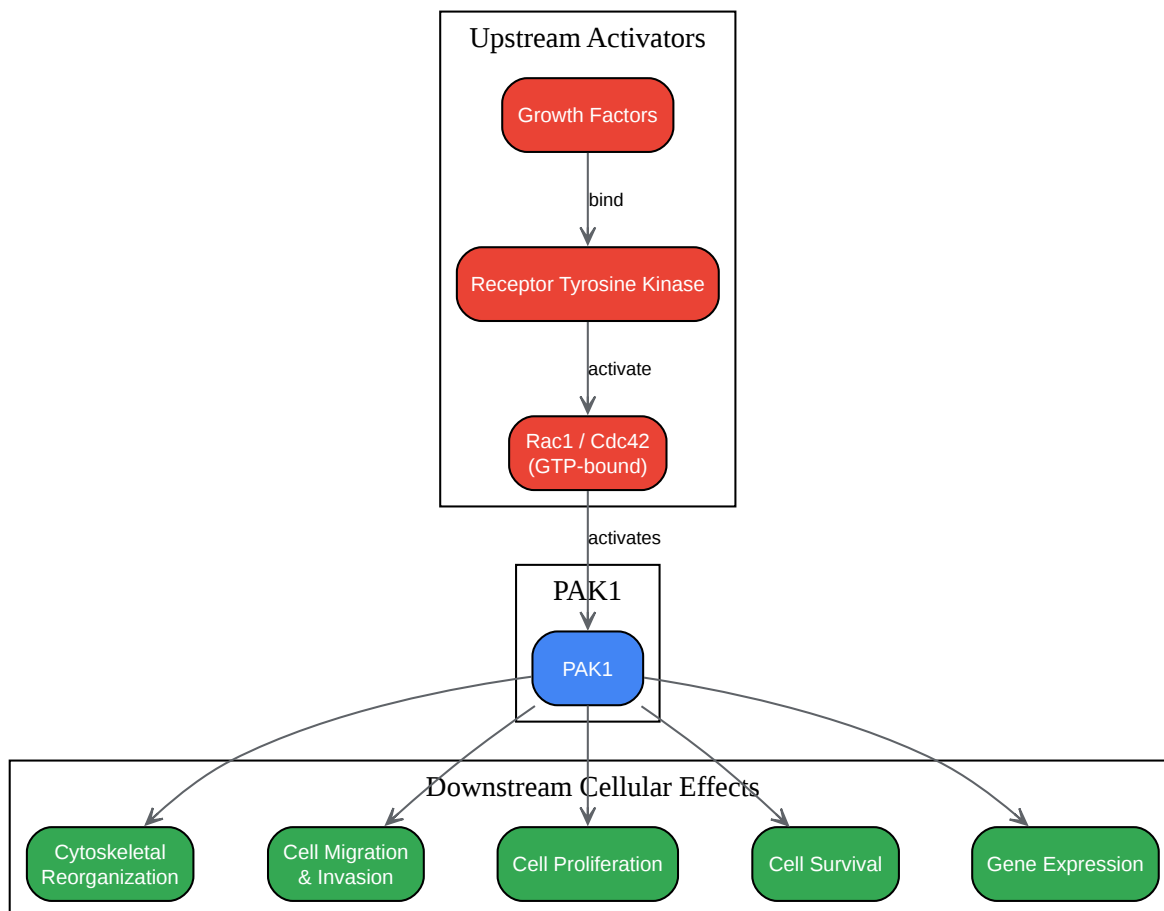 Upstream Activators
Growth Factors
bind
Receptor Tyrosine Kinase
activate
Rac1 / Cdc42
(GTP-bound)
activates
PAK1
PAK1
Downstream Cellular Effects
Cytoskeletal
Reorganization
Cell Migration
& Invasion
Cell Proliferation
Cell Survival
Gene Expression